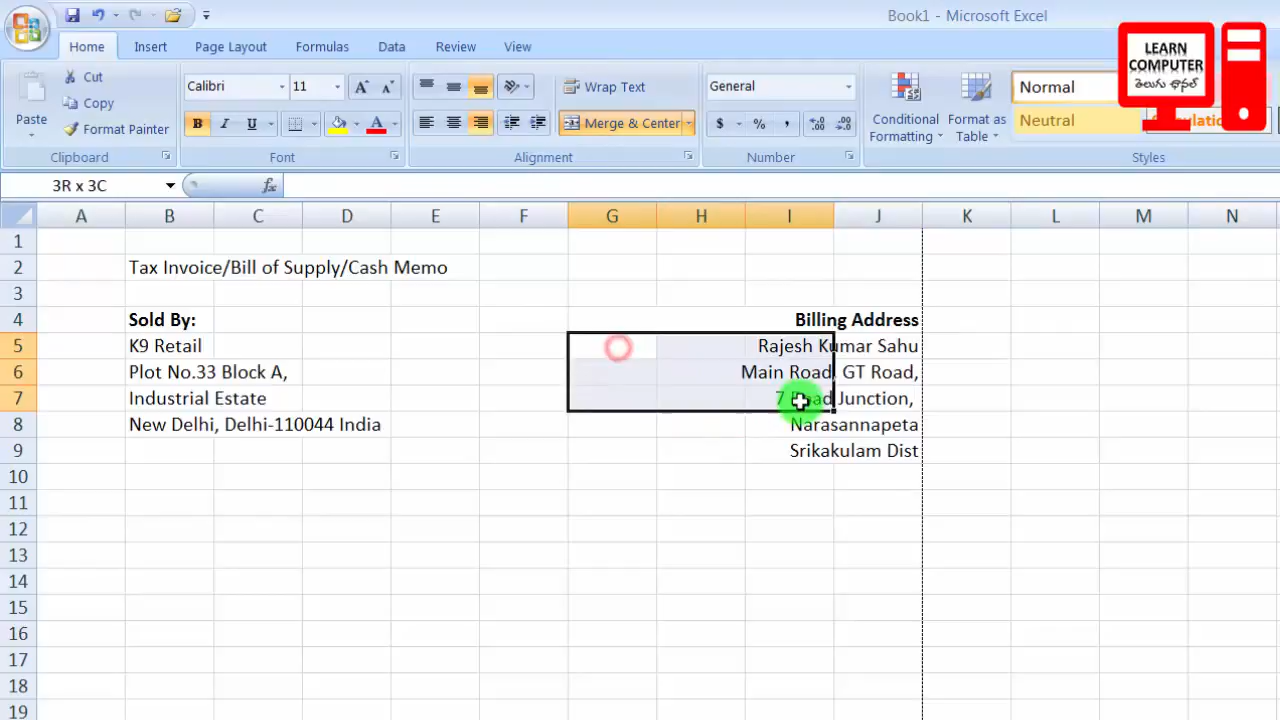 Book1 - Microsoft Excel
Home Insert Page Layout Formulas Data Review View
LEARN
COMPUTER
తెలుగు ఛానల్
Paste
Cut
Copy
Format Painter
Clipboard
Calibri 11
B I U
Font
Wrap Text
Merge & Center
Alignment
General
$ % ,
Number
Conditional
Formatting
Format as
Table
Normal
Neutral
Styles
3R x 3C
fx
A B C D E F G H I J K L M N
1
2 Tax Invoice/Bill of Supply/Cash Memo
3
4 Sold By: Billing Address
5 K9 Retail Rajesh Kumar Sahu
6 Plot No.33 Block A, Main Road, GT Road,
7 Industrial Estate 7 Road Junction,
8 New Delhi, Delhi-110044 India Narasannapeta
9 Srikakulam Dist
10
11
12
13
14
15
16
17
18
19